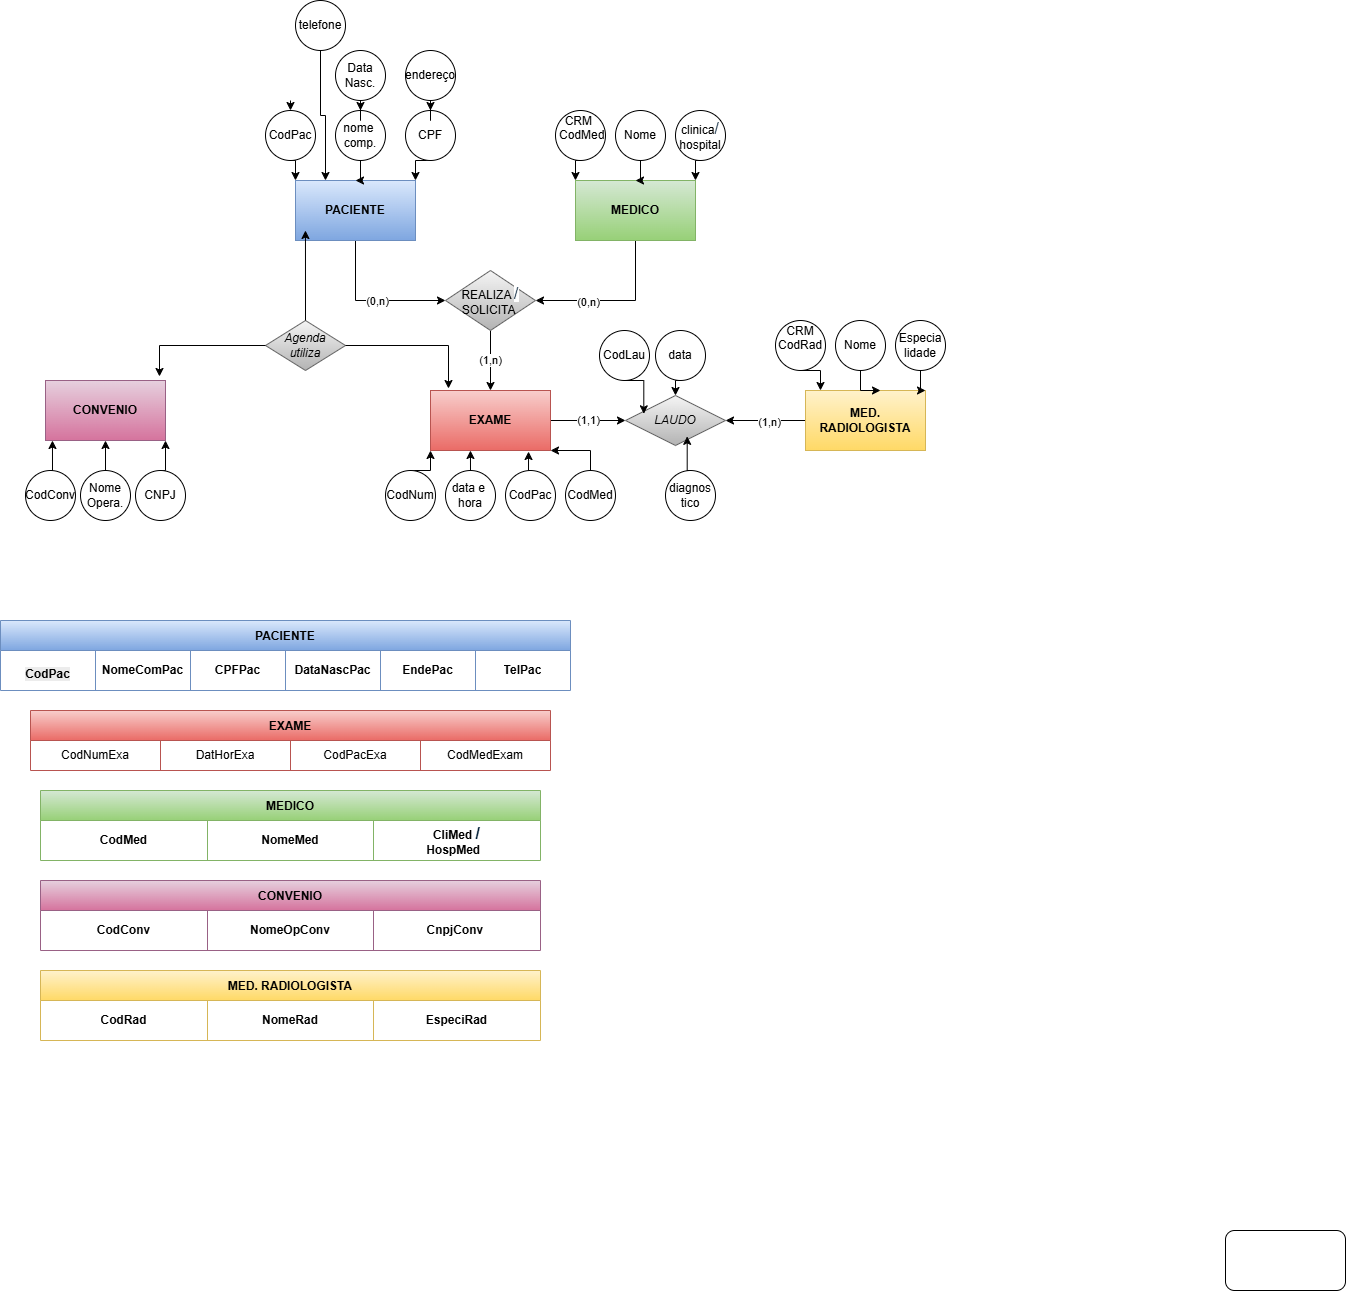 telefone
Data
Nasc.
endereço
CodPac
nome
comp.
CPF
CRM
CodMed
Nome
clinica/
hospital
PACIENTE
MEDICO
(0,n)
REALIZA /
SOLICITA
(0,n)
Agenda
utiliza
(1,n)
CodLau
data
CRM
CodRad
Nome
Especia
lidade
CONVENIO
EXAME
(1,1)
LAUDO
(1,n)
MED.
RADIOLOGISTA
CodConv
Nome
Opera.
CNPJ
CodNum
data e
hora
CodPac
CodMed
diagnos
tico
PACIENTE
CodPac
NomeComPac
CPFPac
DataNascPac
EndePac
TelPac
EXAME
CodNumExa
DatHorExa
CodPacExa
CodMedExam
MEDICO
CodMed
NomeMed
CliMed /
HospMed
CONVENIO
CodConv
NomeOpConv
CnpjConv
MED. RADIOLOGISTA
CodRad
NomeRad
EspeciRad